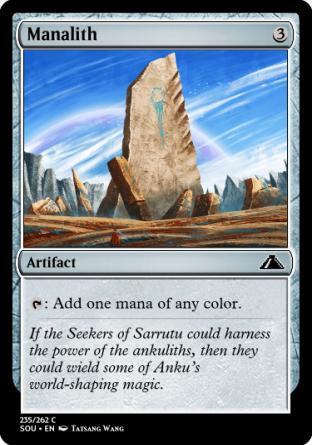 Manalith 3
Artifact
: Add one mana of any color.
If the Seekers of Sarrutu could harness
the power of the ankuliths, then they
could wield some of Anku's
world-shaping magic.
235/262 C
SOU • EN Tatsang Wang